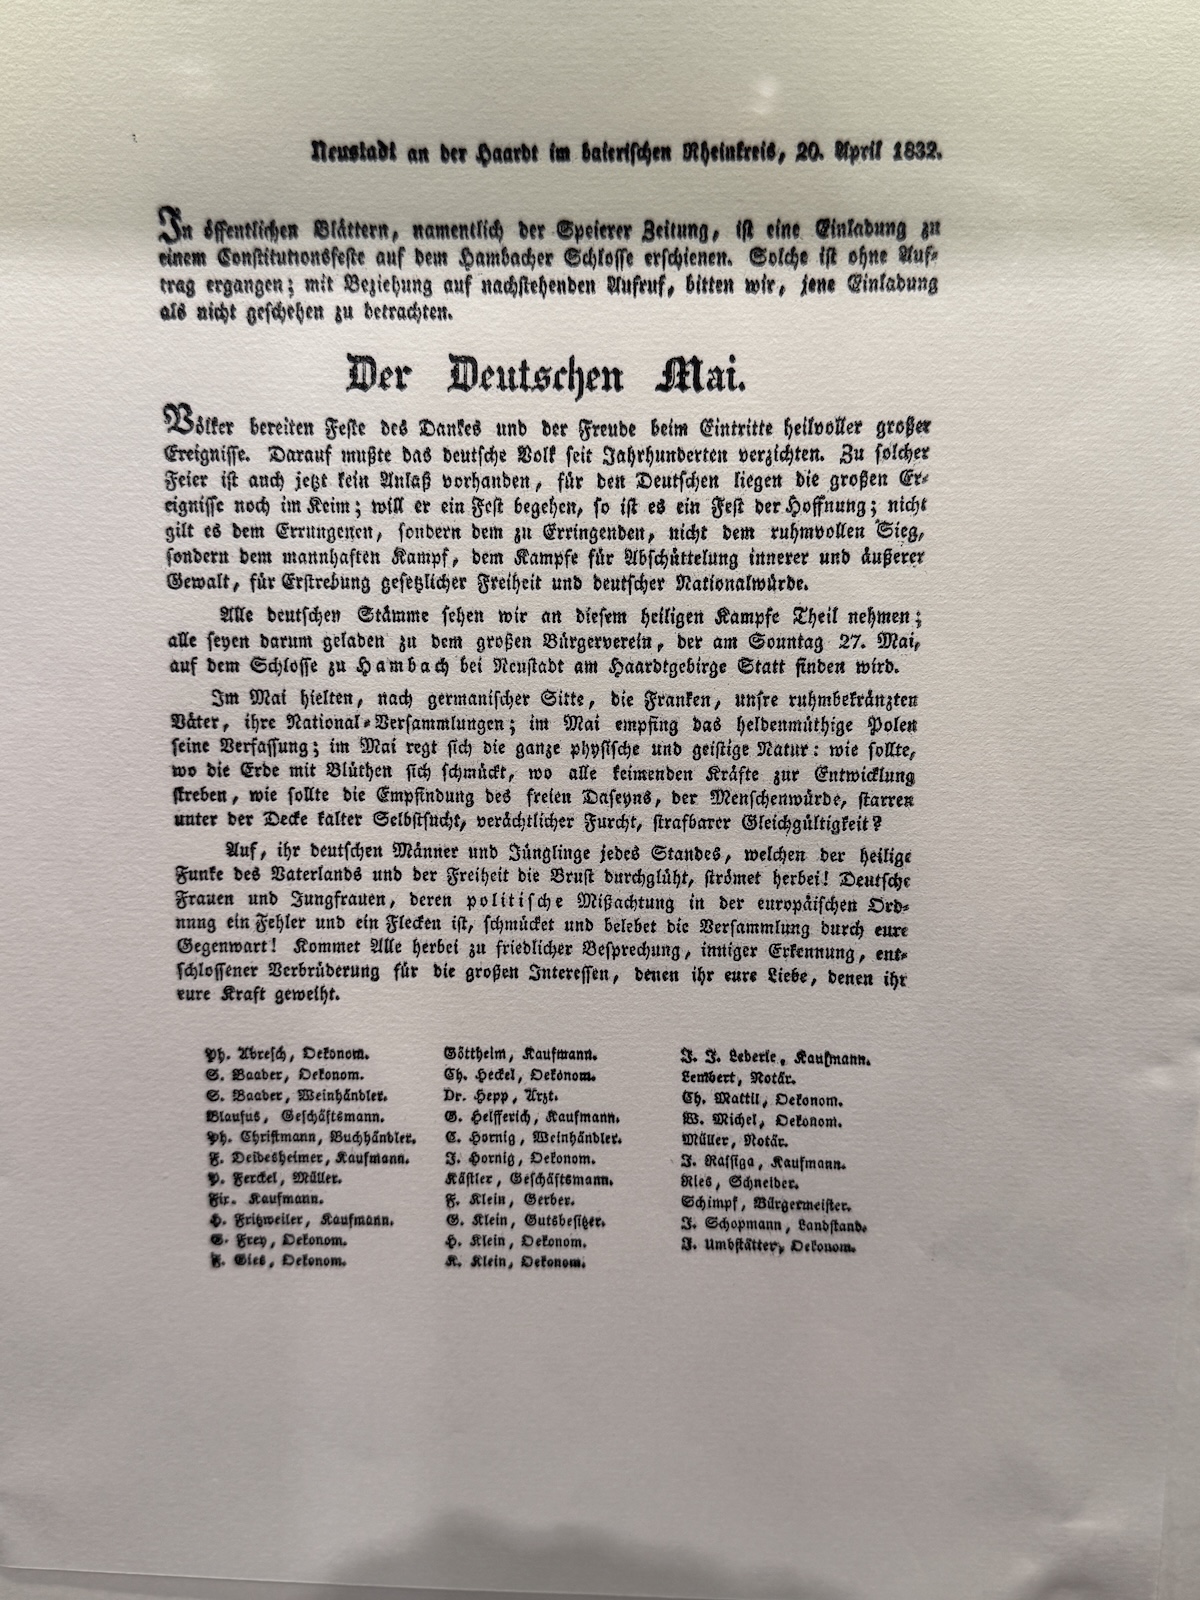 Neustadt an der Haardt im baierischen Rheinkreis, 20. April 1832.
In öffentlichen Blättern, namentlich der Speierer Zeitung, ist eine Einladung zu
einem Constitutionsfeste auf dem Hambacher Schlosse erschienen. Solche ist ohne Auf-
trag ergangen; mit Beziehung auf nachstehenden Aufruf, bitten wir, jene Einladung
als nicht geschehen zu betrachten.
Der Deutschen Mai.
Völker bereiten Feste des Dankes und der Freude beim Eintritte heilvoller großer
Ereignisse. Darauf mußte das deutsche Volk seit Jahrhunderten verzichten. Zu solcher
Feier ist auch jetzt kein Anlaß vorhanden, für den Deutschen liegen die großen Er-
eignisse noch im Keim; will er ein Fest begehen, so ist es ein Fest der Hoffnung; nicht
gilt es dem Errungenen, sondern dem zu Erringenden, nicht dem ruhmvollen Sieg,
sondern dem mannhaften Kampf, dem Kampfe für Abschüttelung innerer und äußerer
Gewalt, für Erstrebung gesetzlicher Freiheit und deutscher Nationalwürde.
Alle deutschen Stämme sehen wir an diesem heiligen Kampfe Theil nehmen;
alle seyen darum geladen zu dem großen Bürgerverein, der am Sonntag 27. Mai,
auf dem Schlosse zu Hambach bei Neustadt am Haardtgebirge Statt finden wird.
Im Mai hielten, nach germanischer Sitte, die Franken, unsre ruhmbekränzten
Väter, ihre National-Versammlungen; im Mai empfing das heldenmüthige Polen
seine Verfassung; im Mai regt sich die ganze physische und geistige Natur: wie sollte,
wo die Erde mit Blüthen sich schmückt, wo alle keimenden Kräfte zur Entwicklung
streben, wie sollte die Empfindung des freien Daseyns, der Menschenwürde, starren
unter der Decke kalter Selbstsucht, verächtlicher Furcht, strafbarer Gleichgültigkeit?
Auf, ihr deutschen Männer und Jünglinge jedes Standes, welchen der heilige
Funke des Vaterlands und der Freiheit die Brust durchglüht, strömet herbei! Deutsche
Frauen und Jungfrauen, deren politische Mißachtung in der europäischen Ord-
nung ein Fehler und ein Flecken ist, schmücket und belebet die Versammlung durch eure
Gegenwart! Kommet Alle herbei zu friedlicher Besprechung, inniger Erkennung, ent-
schlossener Verbrüderung für die großen Interessen, denen ihr eure Liebe, denen ihr
eure Kraft geweiht.
Ph. Abresch, Oekonom.
S. Baader, Oekonom.
S. Baader, Weinhändler.
Blaufus, Geschäftsmann.
Ph. Christmann, Buchhändler.
F. Deidesheimer, Kaufmann.
P. Ferckel, Müller.
Fix. Kaufmann.
H. Fritzweiler, Kaufmann.
G. Frey, Oekonom.
F. Gies, Oekonom.
Göttheim, Kaufmann.
Ch. Heckel, Oekonom.
Dr. Hepp, Arzt.
G. Helfferich, Kaufmann.
C. Hornig, Weinhändler.
J. Hornig, Oekonom.
Kästler, Geschäftsmann.
F. Klein, Gerber.
G. Klein, Gutsbesitzer.
H. Klein, Oekonom.
K. Klein, Oekonom.
J. J. Leberle, Kaufmann.
Lembert, Notär.
Ch. Mattil, Oekonom.
W. Michel, Oekonom.
Müller, Notär.
J. Rassiga, Kaufmann.
Ries, Schneider.
Schimpf, Bürgermeister.
J. Schopmann, Landstand.
J. Umbstätter, Oekonom.